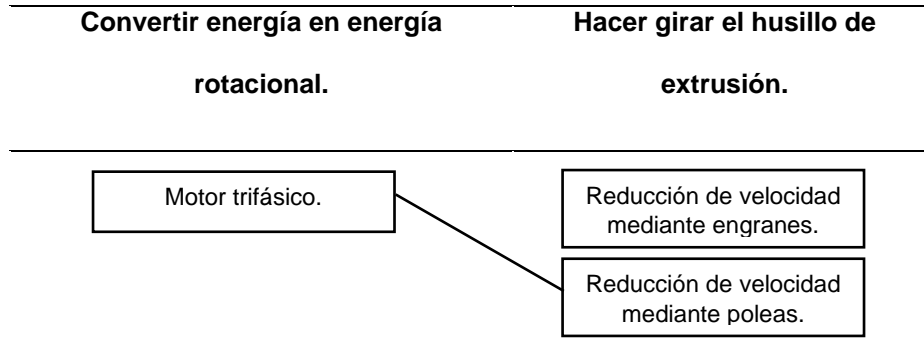 Convertir energía en energía
rotacional.
Hacer girar el husillo de
extrusión.
Motor trifásico.
Reducción de velocidad
mediante engranes.
Reducción de velocidad
mediante poleas.